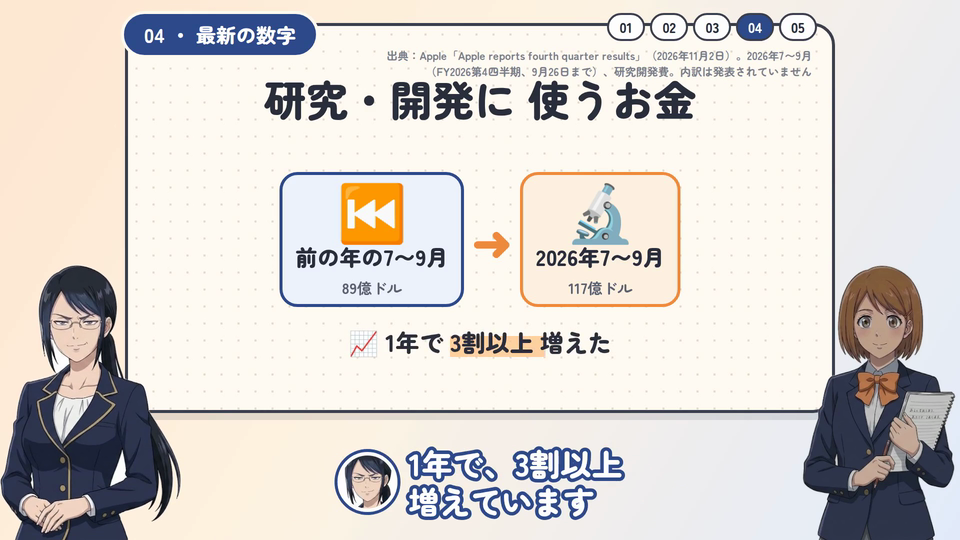 04 ・ 最新の数字
01 02 03 04 05
出典：Apple「Apple reports fourth quarter results」（2026年11月2日）。2026年7〜9月
（FY2026第4四半期、9月26日まで）、研究開発費。内訳は発表されていません
研究・開発に 使うお金
前の年の7〜9月
89億ドル
2026年7〜9月
117億ドル
1年で 3割以上 増えた
1年で、3割以上
増えています